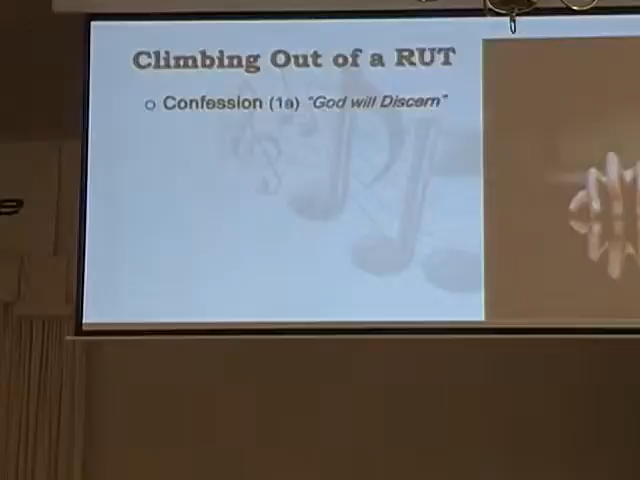 Climbing Out of a RUT
○ Confession (1a) "God will Discern"
e